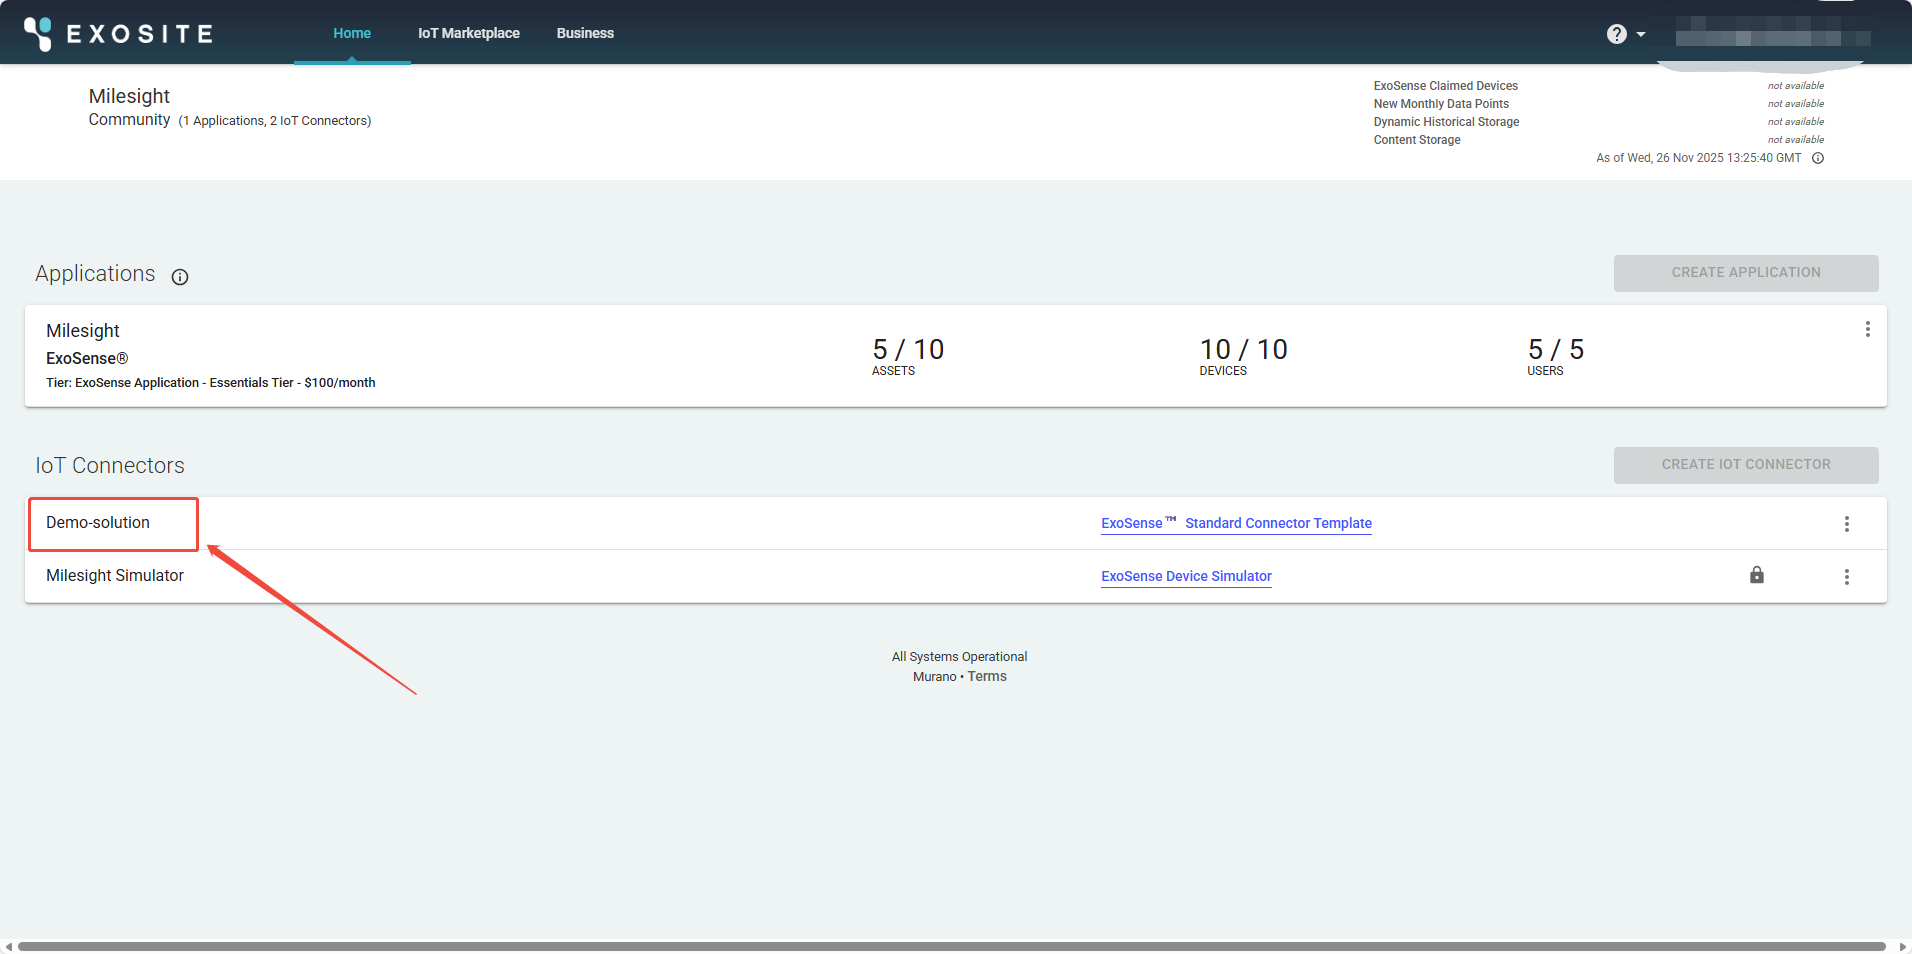 EXOSITE
Home
IoT Marketplace
Business
Milesight
Community (1 Applications, 2 IoT Connectors)
ExoSense Claimed Devices not available
New Monthly Data Points not available
Dynamic Historical Storage not available
Content Storage not available
As of Wed, 26 Nov 2025 13:25:40 GMT
Applications
CREATE APPLICATION
Milesight
ExoSense®
Tier: ExoSense Application - Essentials Tier - $100/month
5 / 10
ASSETS
10 / 10
DEVICES
5 / 5
USERS
IoT Connectors
CREATE IOT CONNECTOR
Demo-solution
ExoSense™ Standard Connector Template
Milesight Simulator
ExoSense Device Simulator
All Systems Operational
Murano • Terms